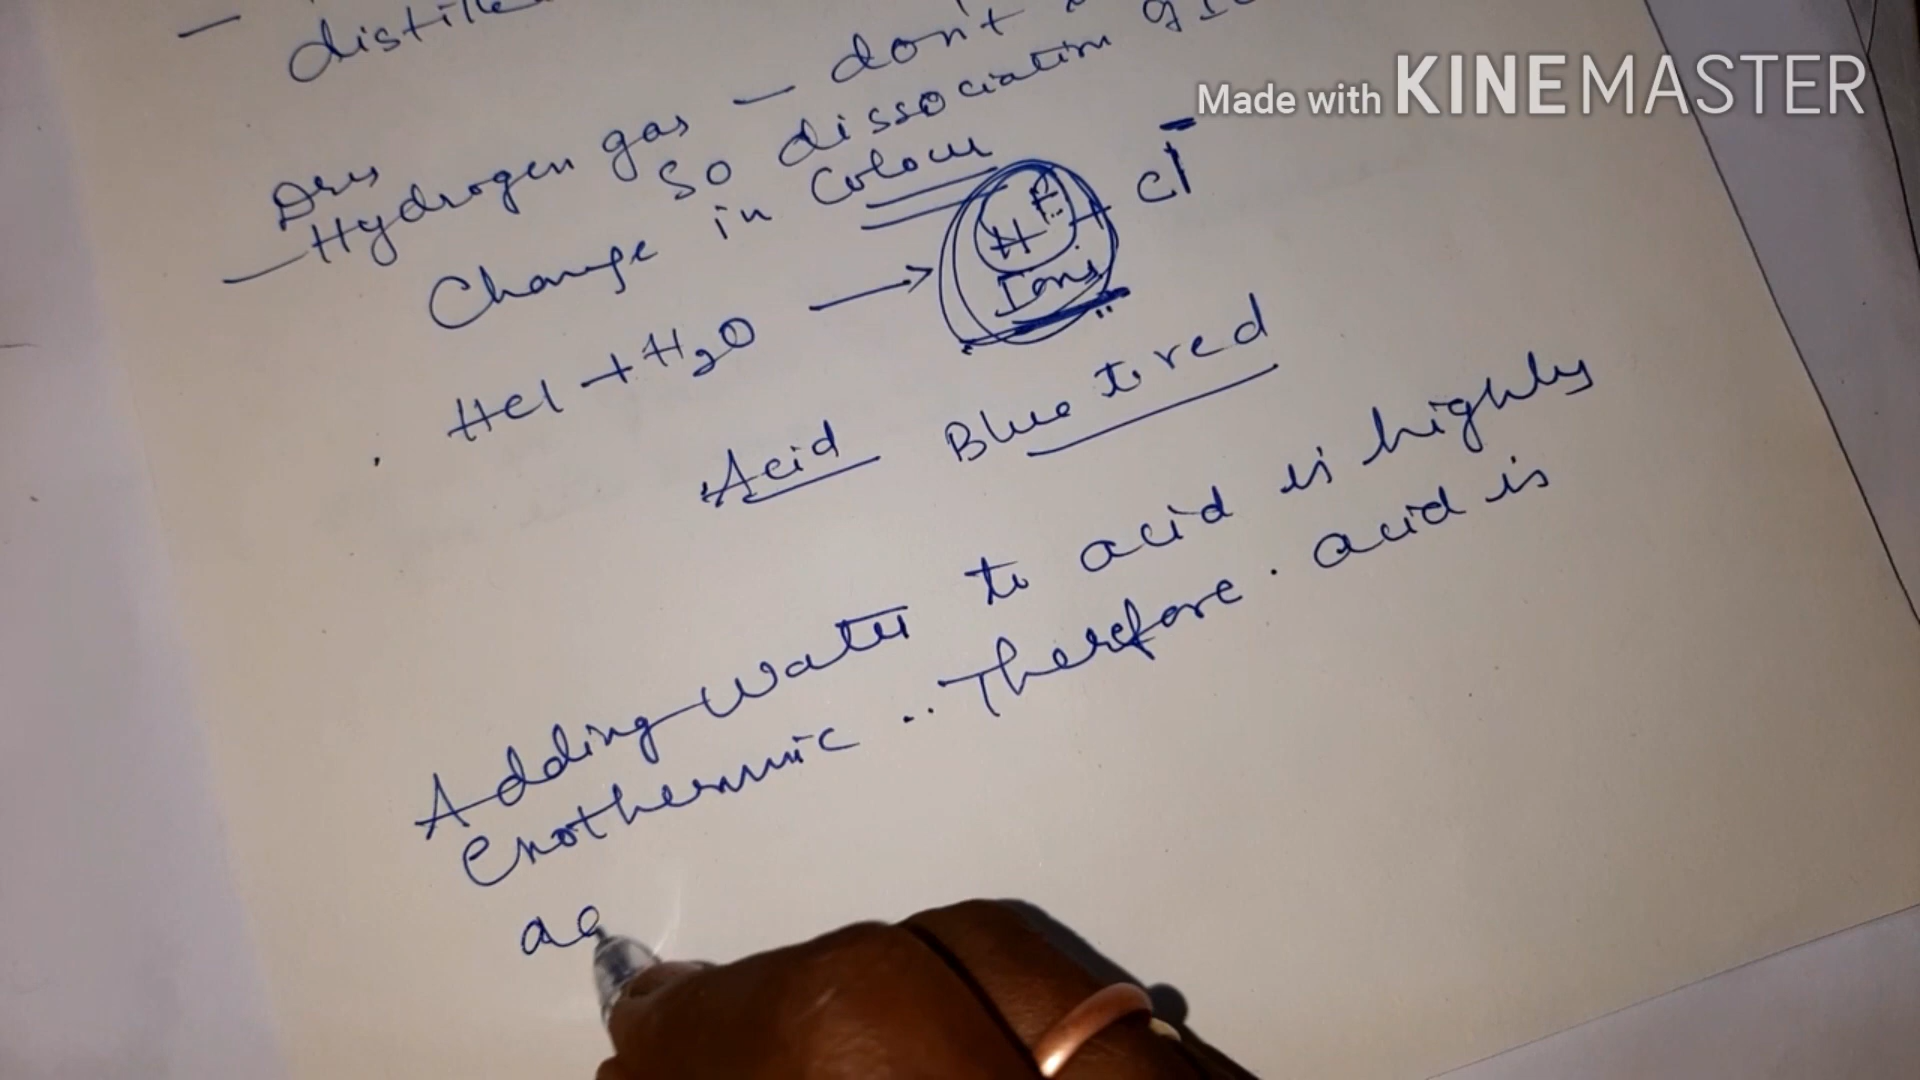 — distille
Dry
— Hydrogen gas — don't
So dissociation
Change in Colour
HCl + H2O → H+ + Cl-
Ions
Acid Blue to red
Adding Water to acid is highly
Exothermic .. Therefore. acid is
ad
Made with KINEMASTER